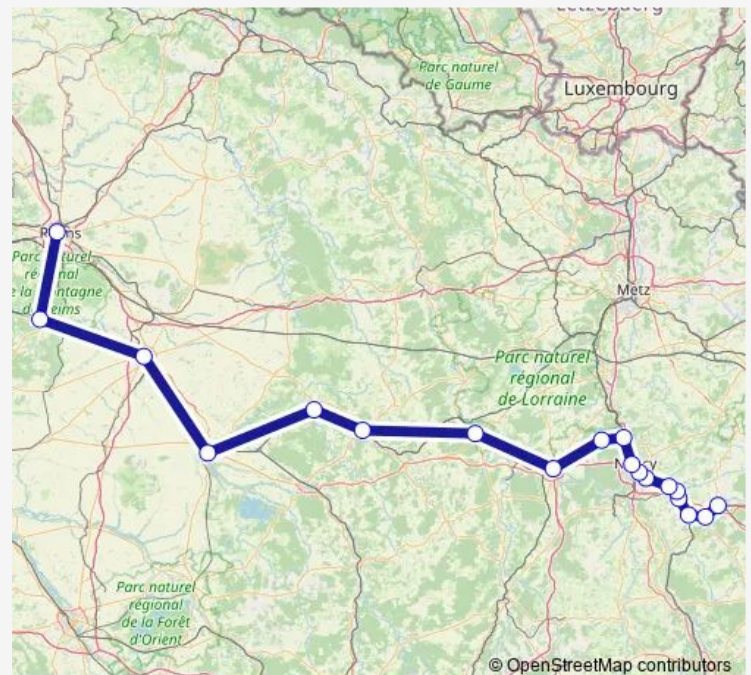 Lëtzebuerg
Parc naturel
de Gaume
Luxembourg
Metz
Parc naturel
régional
de Lorraine
Parc naturel
régional
de la Forêt
d'Orient
© OpenStreetMap contributors